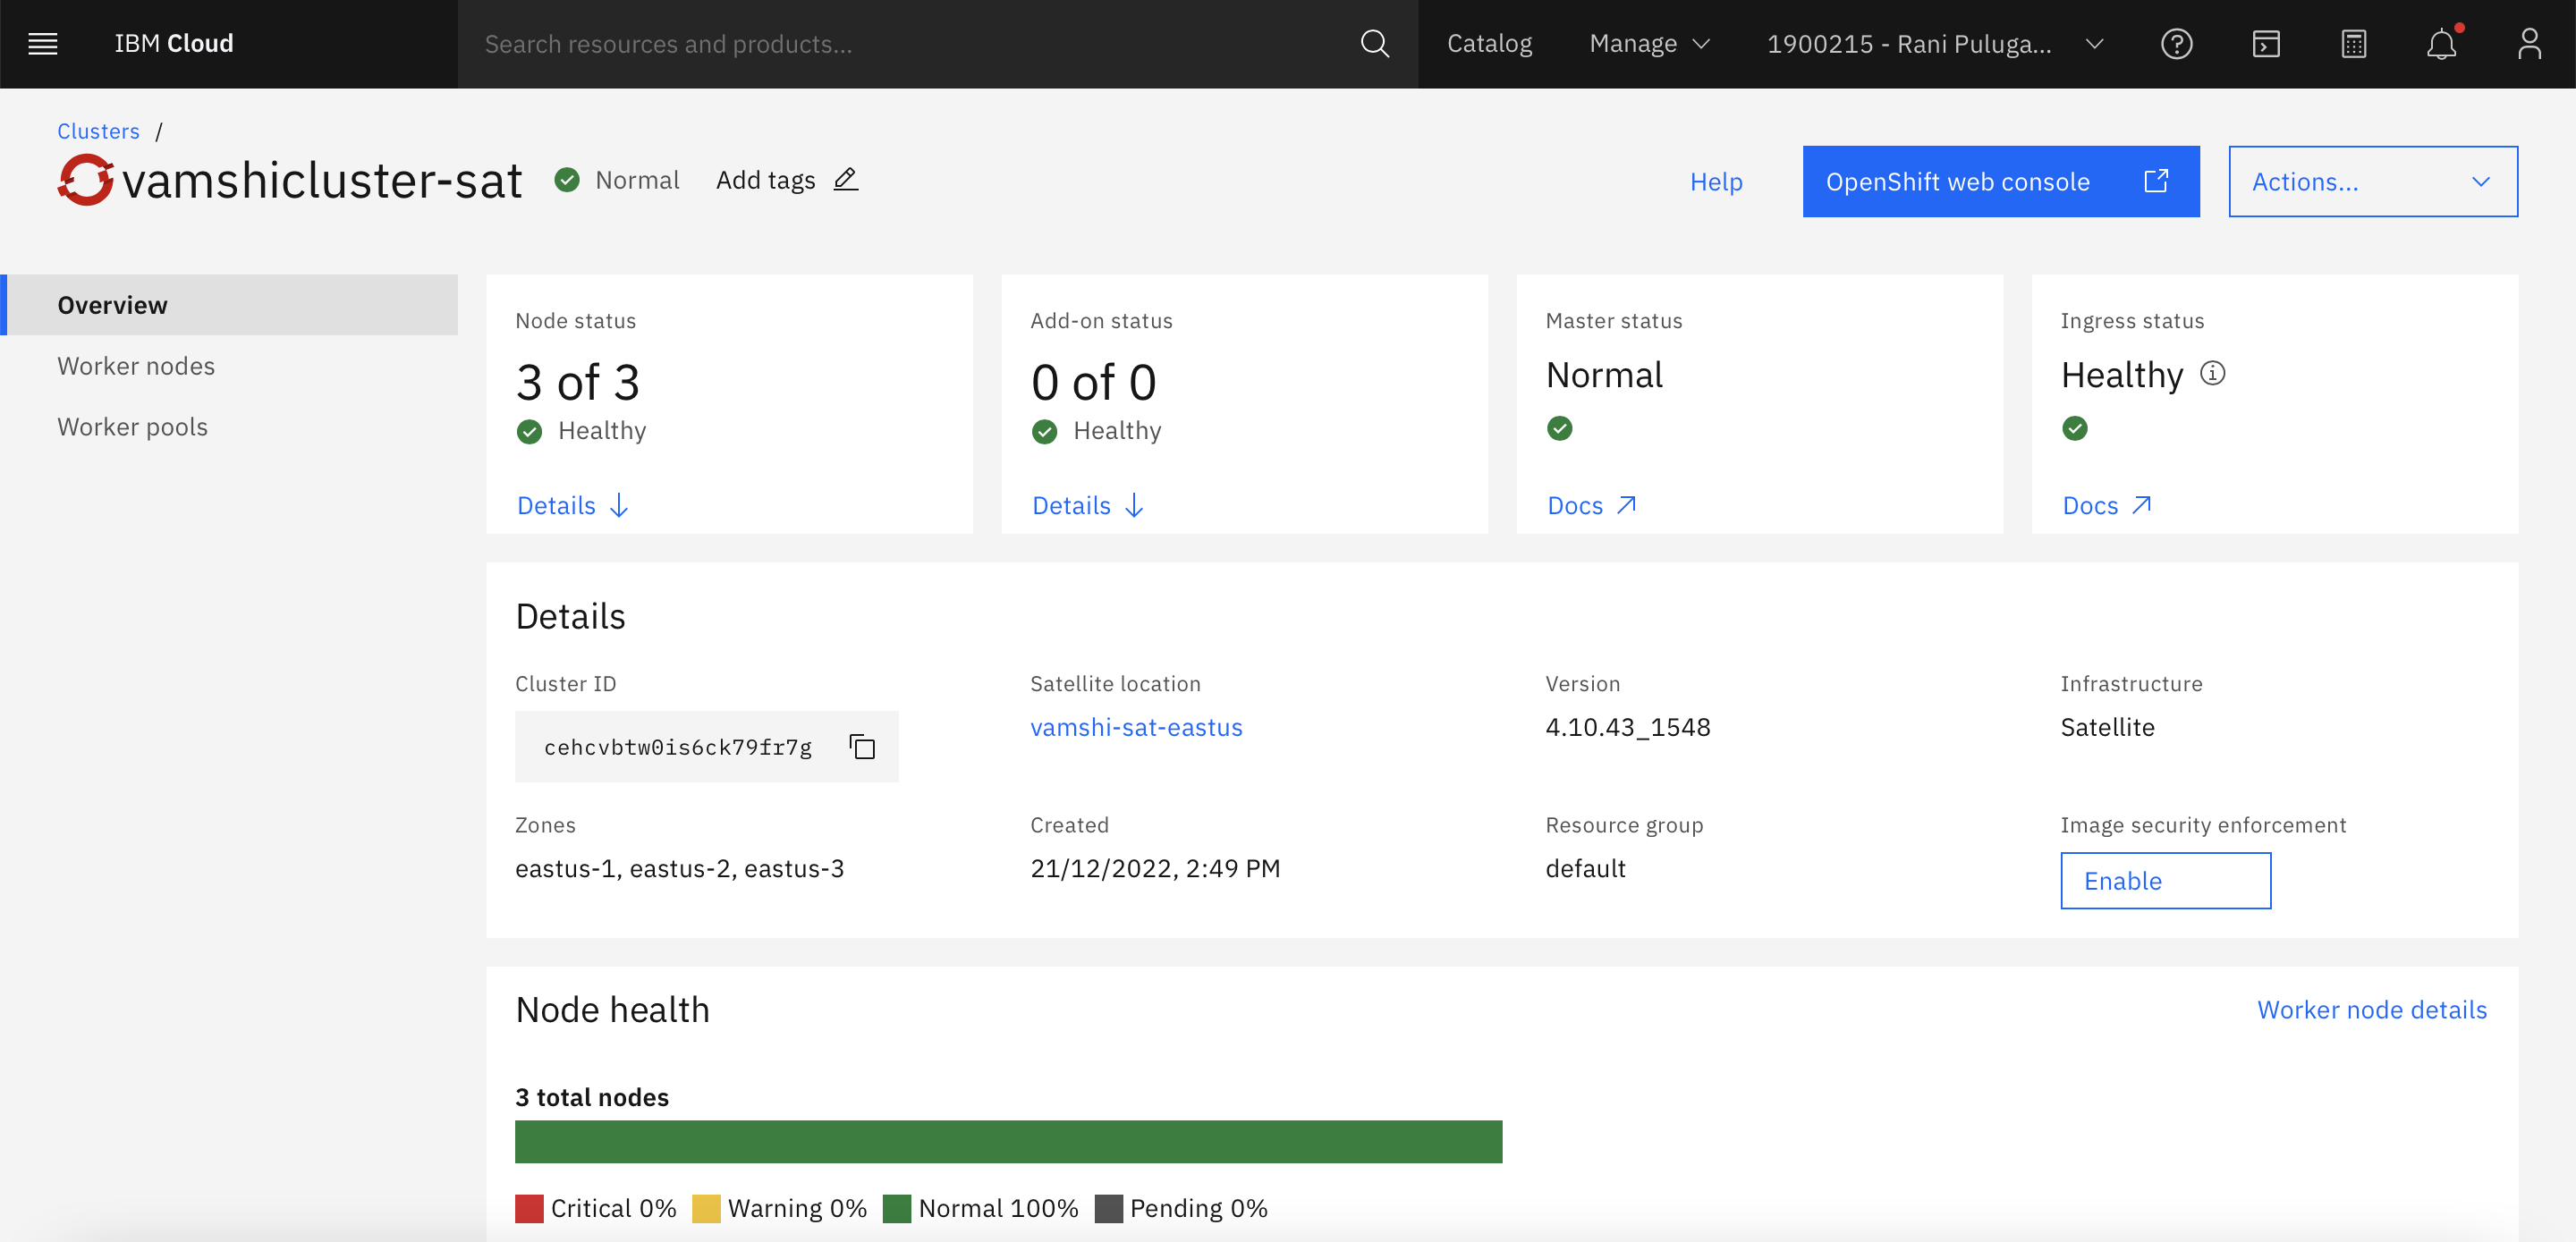 IBM Cloud
Search resources and products...
Catalog
Manage
1900215 - Rani Puluga...
Clusters /
vamshicluster-sat
Normal
Add tags
Help
OpenShift web console
Actions...
Overview
Worker nodes
Worker pools
Node status
3 of 3
Healthy
Details
Add-on status
0 of 0
Healthy
Details
Master status
Normal
Docs
Ingress status
Healthy
Docs
Details
Cluster ID
cehcvbtw0is6ck79fr7g
Satellite location
vamshi-sat-eastus
Version
4.10.43_1548
Infrastructure
Satellite
Zones
eastus-1, eastus-2, eastus-3
Created
21/12/2022, 2:49 PM
Resource group
default
Image security enforcement
Enable
Node health
Worker node details
3 total nodes
Critical 0% Warning 0% Normal 100% Pending 0%